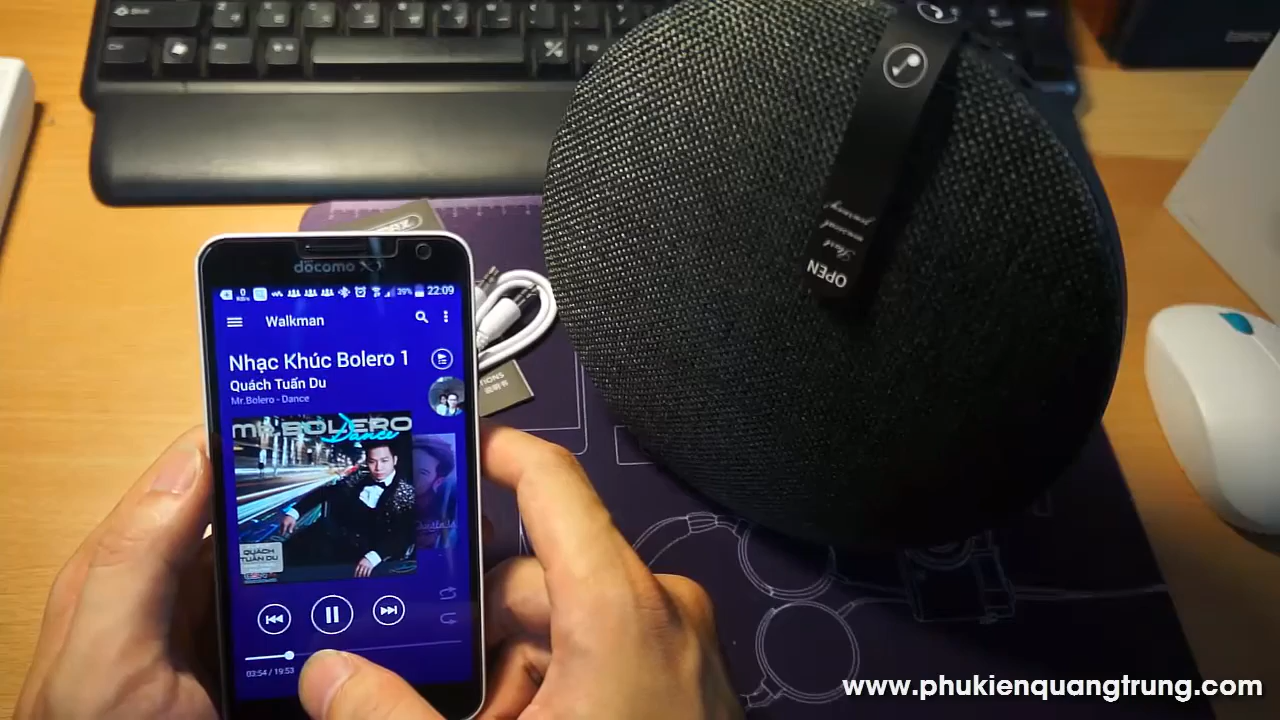 docomo
22:09
39%
Walkman
Nhạc Khúc Bolero 1
Quách Tuấn Du
Mr.Bolero - Dance
MR.BOLERO
Dance
QUÁCH
TUẤN DU
03:54 / 19:53
OPEN
www.phukienquangtrung.com